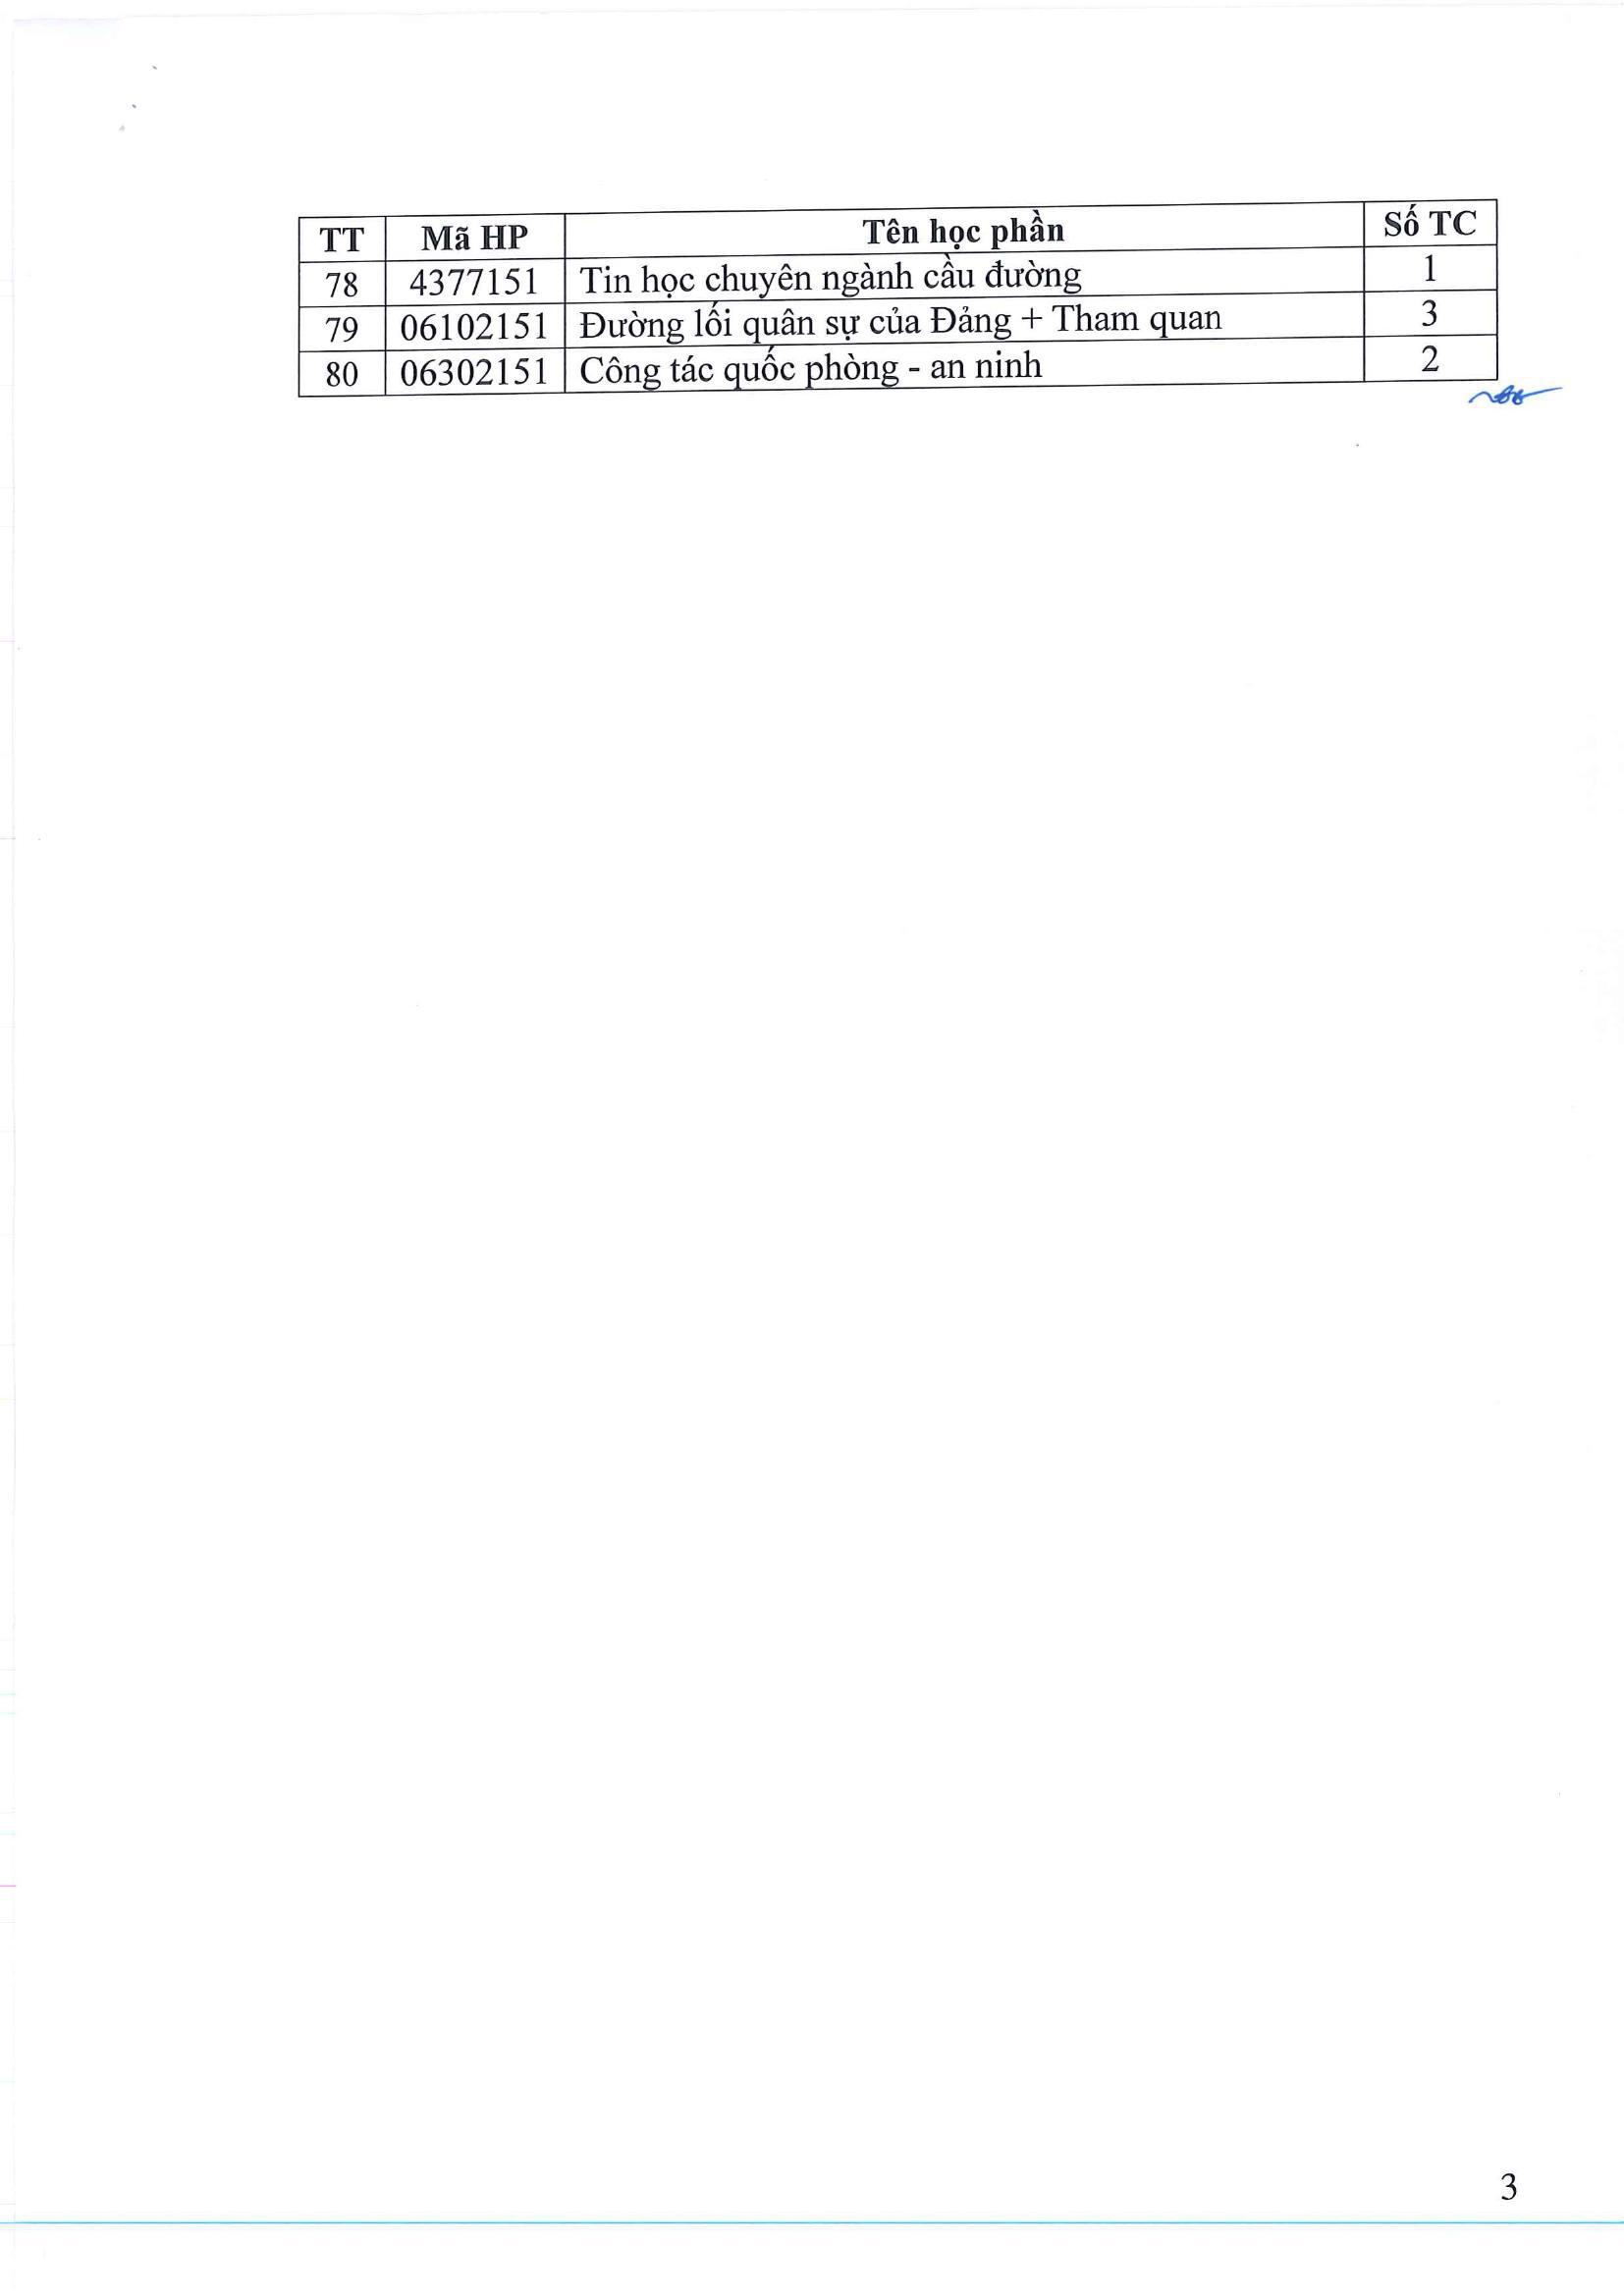 TT Mã HP Tên học phần Số TC
78 4377151 Tin học chuyên ngành cầu đường 1
79 06102151 Đường lối quân sự của Đảng + Tham quan 3
80 06302151 Công tác quốc phòng - an ninh 2
3